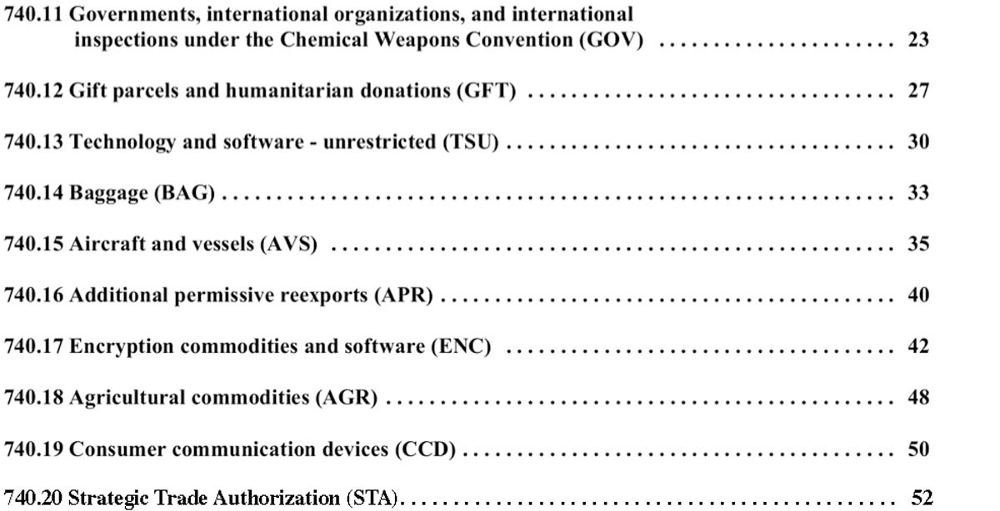 740.11 Governments, international organizations, and international
inspections under the Chemical Weapons Convention (GOV) ...................... 23
740.12 Gift parcels and humanitarian donations (GFT) .................................. 27
740.13 Technology and software - unrestricted (TSU) .................................... 30
740.14 Baggage (BAG) .............................................................. 33
740.15 Aircraft and vessels (AVS) .................................................... 35
740.16 Additional permissive reexports (APR) .......................................... 40
740.17 Encryption commodities and software (ENC) .................................... 42
740.18 Agricultural commodities (AGR) ............................................... 48
740.19 Consumer communication devices (CCD) ........................................ 50
740.20 Strategic Trade Authorization (STA).............................................. 52